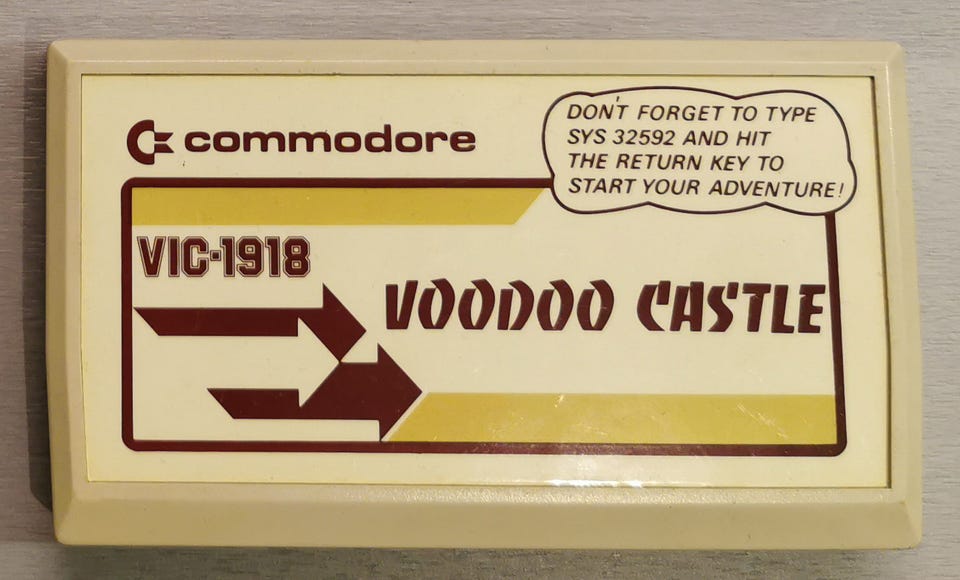 commodore
DON'T FORGET TO TYPE
SYS 32592 AND HIT
THE RETURN KEY TO
START YOUR ADVENTURE!
VIC-1918
VOODOO CASTLE